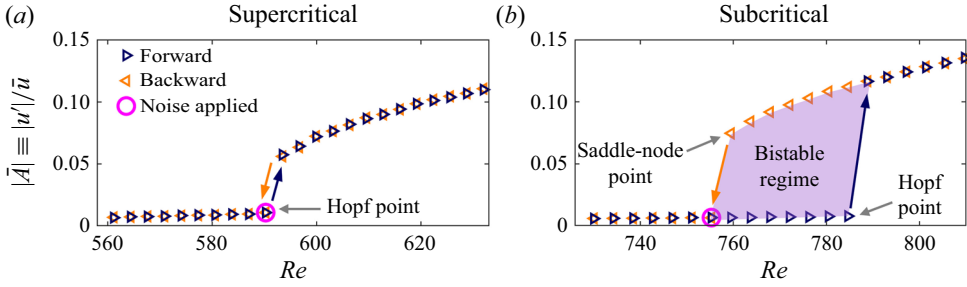 (a)
Supercritical
0.15
0.10
0.05
0
|Ā| ≡ |u′|/ū
Forward
Backward
Noise applied
Hopf point
560
580
600
620
Re
(b)
Subcritical
0.15
0.10
0.05
0
Saddle-node
point
Bistable
regime
Hopf
point
740
760
780
800
Re